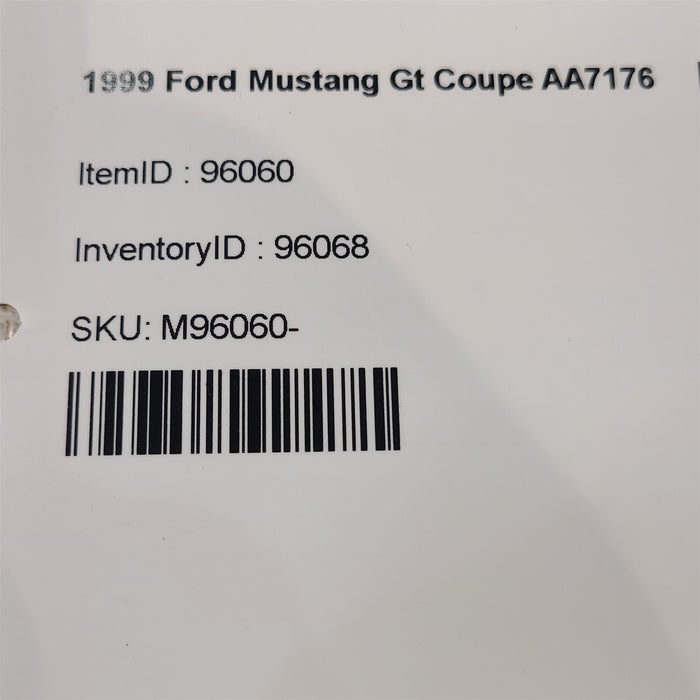 1999 Ford Mustang Gt Coupe AA7176
ItemID : 96060
InventoryID : 96068
SKU: M96060-